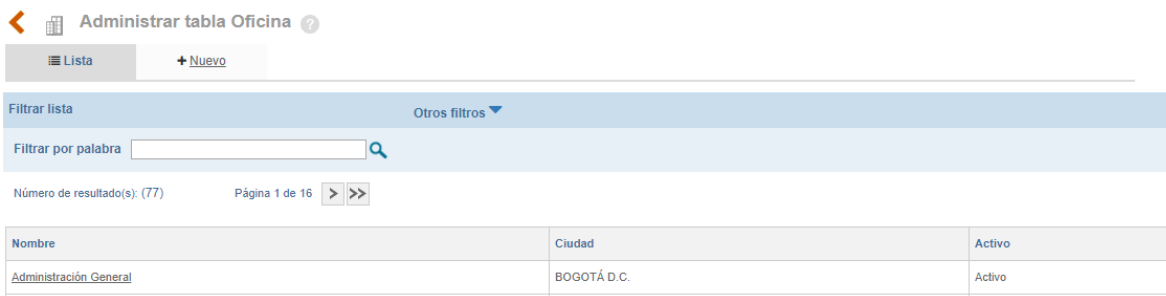 Administrar tabla Oficina ?
Lista + Nuevo
Filtrar lista Otros filtros
Filtrar por palabra
Número de resultado(s): (77) Página 1 de 16 > >>
Nombre Ciudad Activo
Administración General BOGOTÁ D.C. Activo